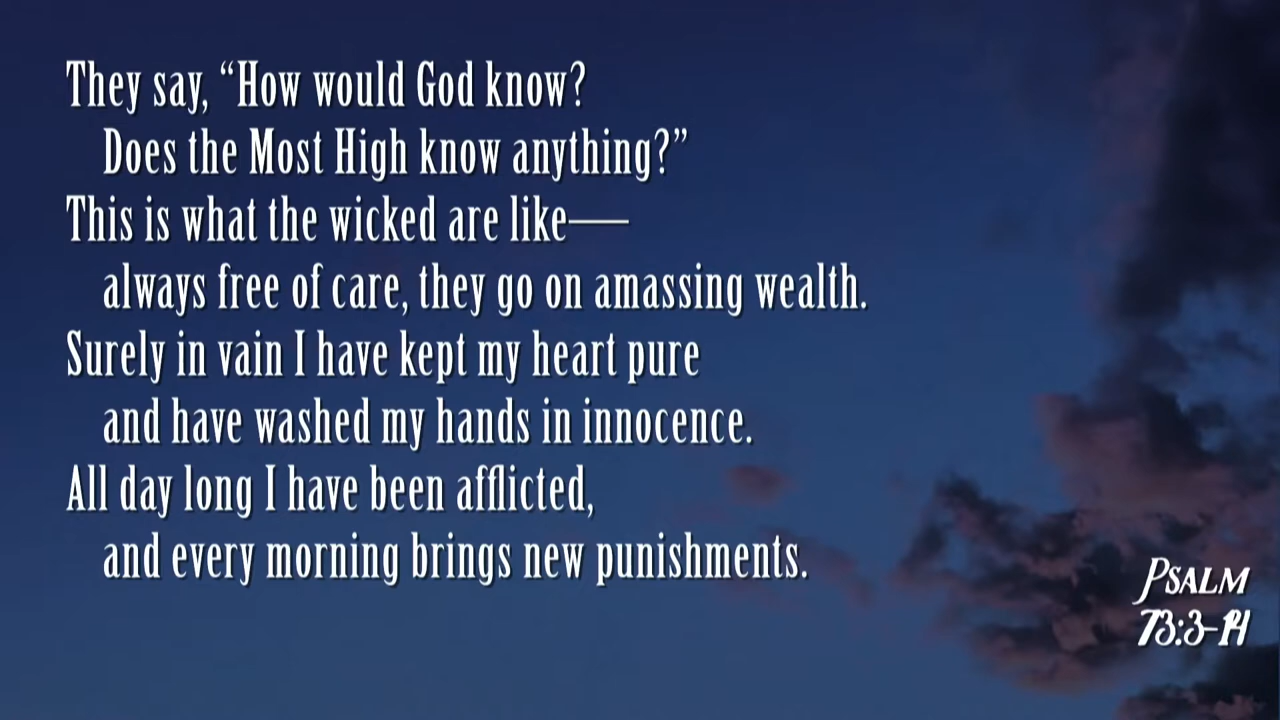 They say, “How would God know?
Does the Most High know anything?”
This is what the wicked are like—
always free of care, they go on amassing wealth.
Surely in vain I have kept my heart pure
and have washed my hands in innocence.
All day long I have been afflicted,
and every morning brings new punishments.
Psalm
73:3-14